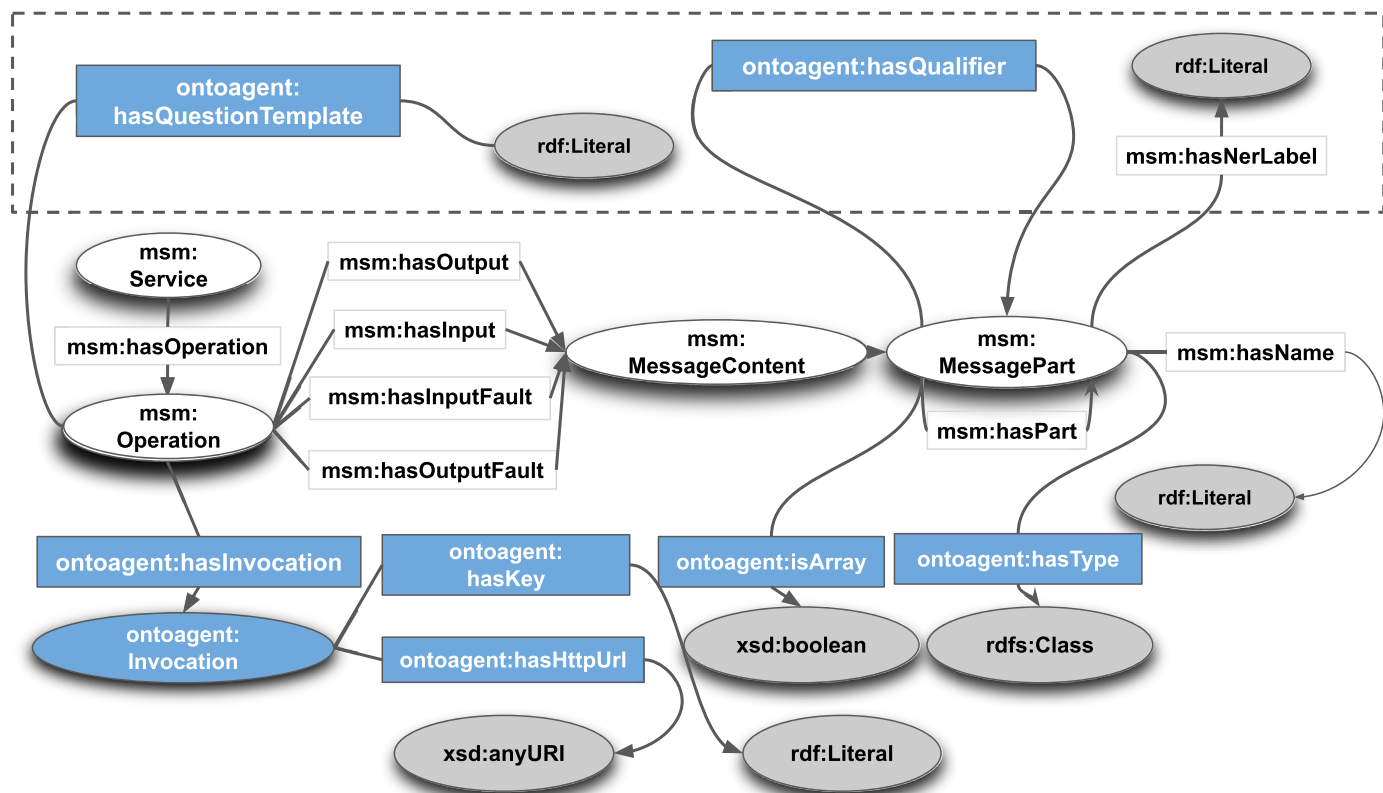 ontoagent:
hasQuestionTemplate
rdf:Literal
ontoagent:hasQualifier
rdf:Literal
msm:hasNerLabel
msm:
Service
msm:hasOperation
msm:
Operation
msm:hasOutput
msm:hasInput
msm:hasInputFault
msm:hasOutputFault
msm:
MessageContent
msm:
MessagePart
msm:hasPart
msm:hasName
rdf:Literal
ontoagent:hasInvocation
ontoagent:
Invocation
ontoagent:
hasKey
ontoagent:hasHttpUrl
ontoagent:isArray
ontoagent:hasType
xsd:boolean
rdfs:Class
xsd:anyURI
rdf:Literal